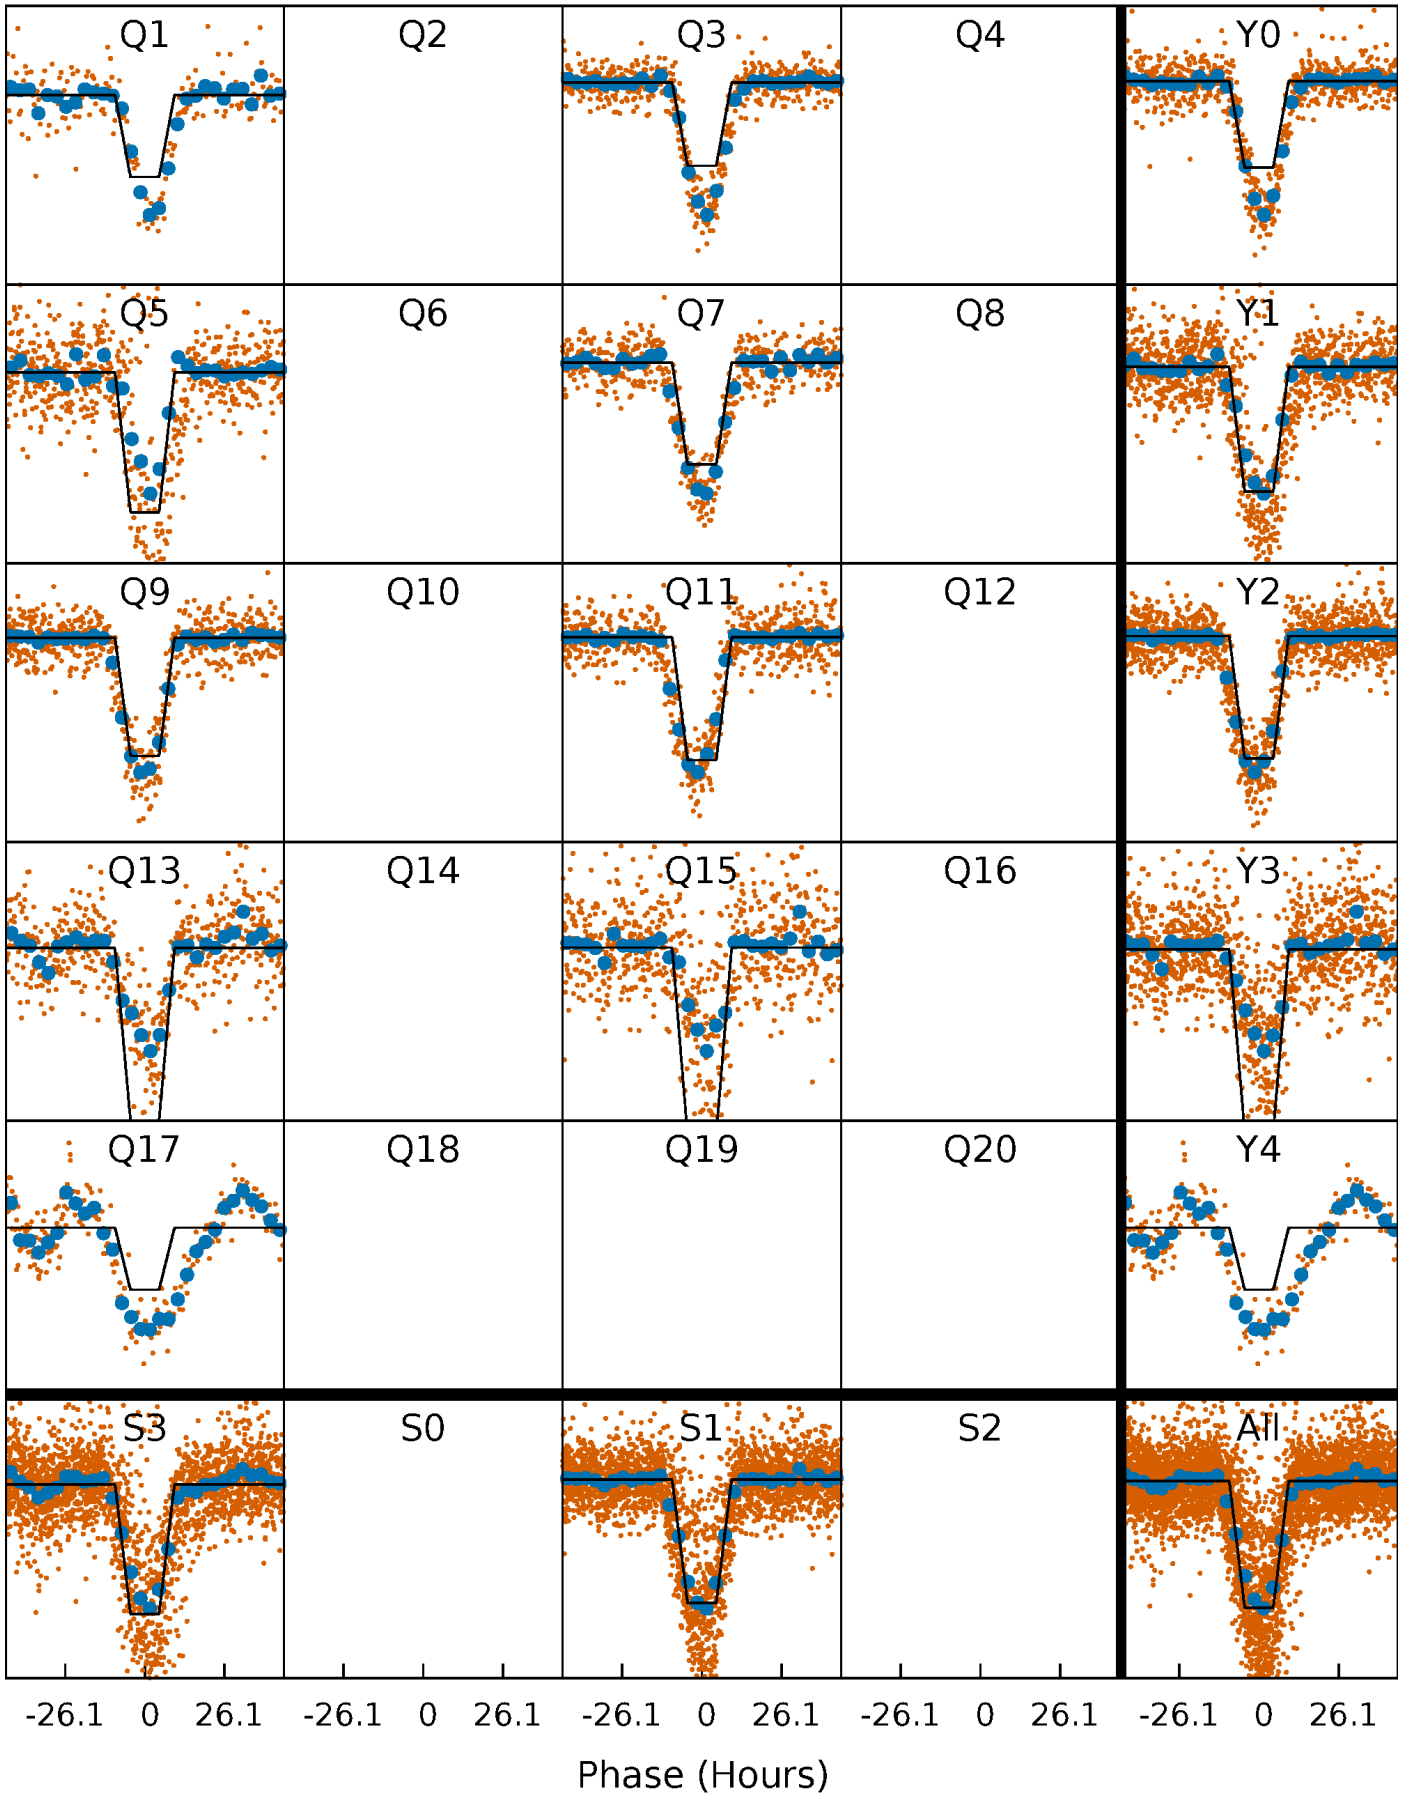 Q1 Q2 Q3 Q4 Y0
Q5 Q6 Q7 Q8 Y1
Q9 Q10 Q11 Q12 Y2
Q13 Q14 Q15 Q16 Y3
Q17 Q18 Q19 Q20 Y4
S3 S0 S1 S2 All
-26.1 0 26.1 -26.1 0 26.1 -26.1 0 26.1 -26.1 0 26.1 -26.1 0 26.1
Phase (Hours)